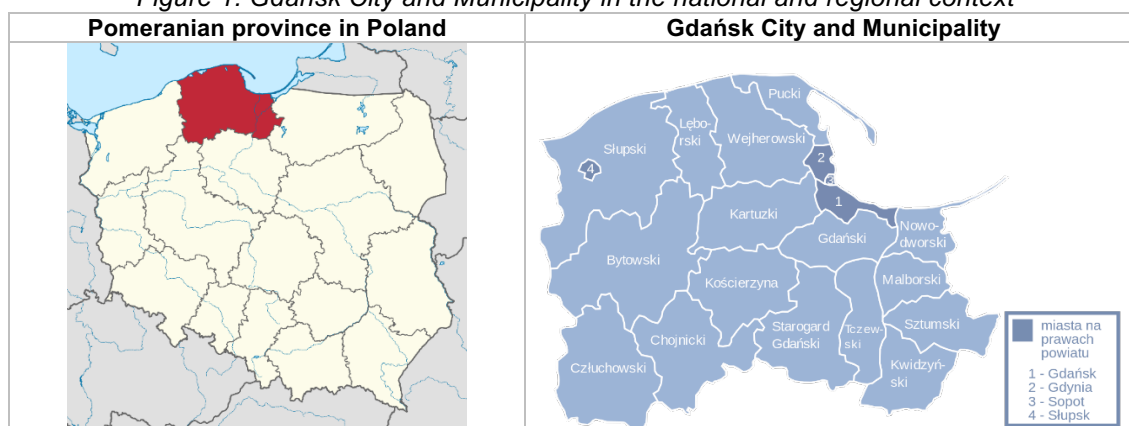 Figure 1: Gdańsk City and Municipality in the national and regional context
Pomeranian province in Poland
Gdańsk City and Municipality
Pucki
Lębo-
rski
Wejherowski
Słupski
2
4
3
1
Kartuzki
Gdański
Nowo-
dworski
Bytowski
Kościerzyna
Malborski
Chojnicki
Starogard
Gdański
Tczew-
ski
Sztumski
Człuchowski
Kwidzyń-
ski
miasta na
prawach
powiatu
1 - Gdańsk
2 - Gdynia
3 - Sopot
4 - Słupsk